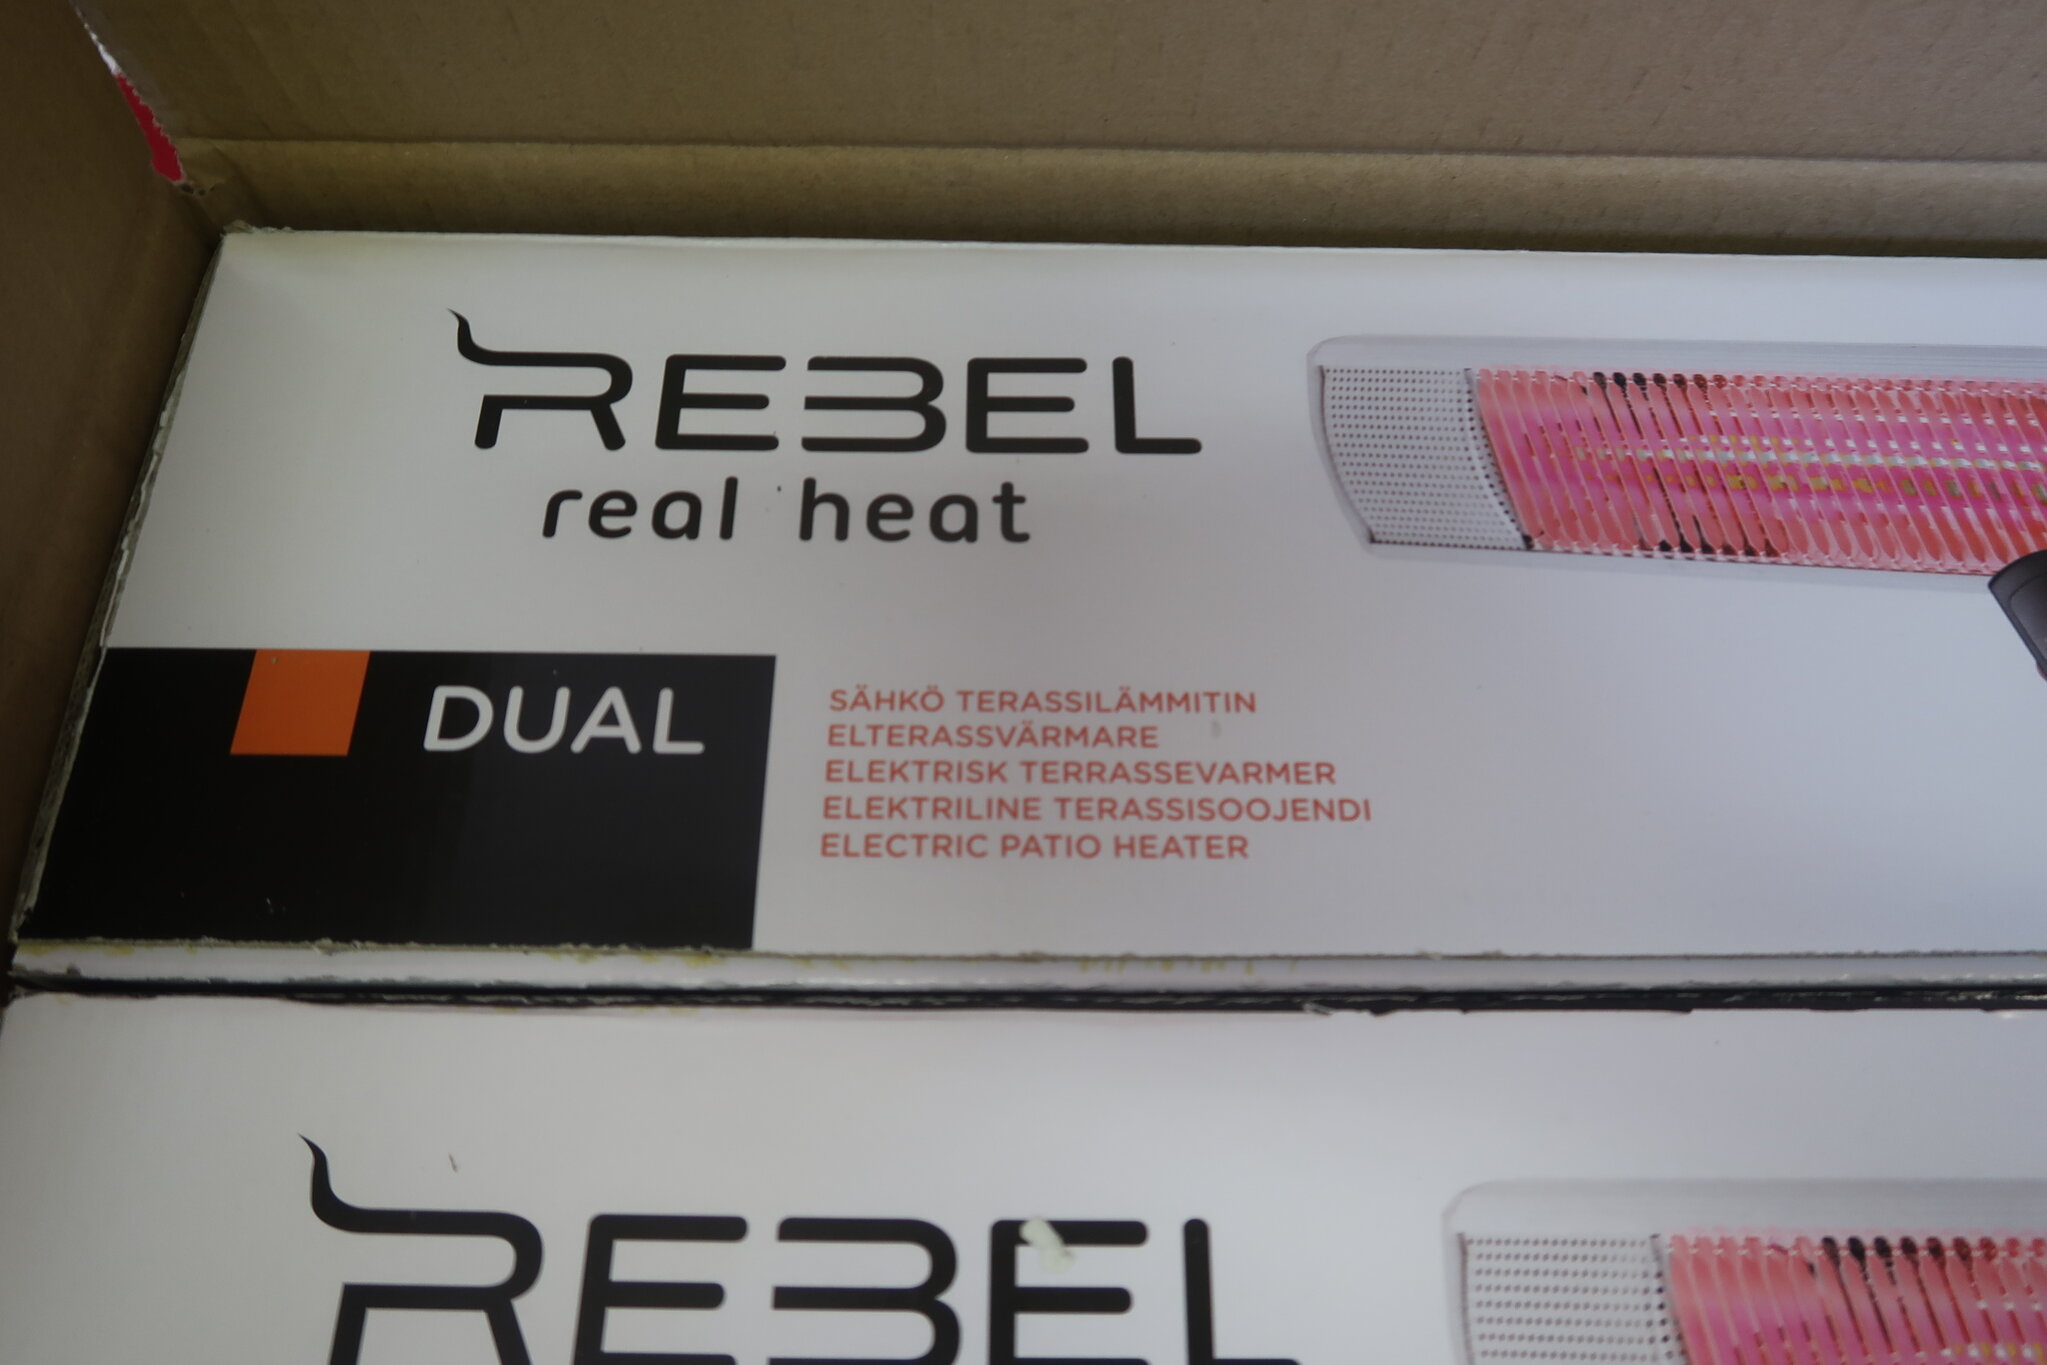 REBEL
real heat
DUAL
SÄHKÖ TERASSILÄMMITIN
ELTERASSVÄRMARE
ELEKTRISK TERRASSEVARMER
ELEKTRILINE TERASSISOOJENDI
ELECTRIC PATIO HEATER
REBEL